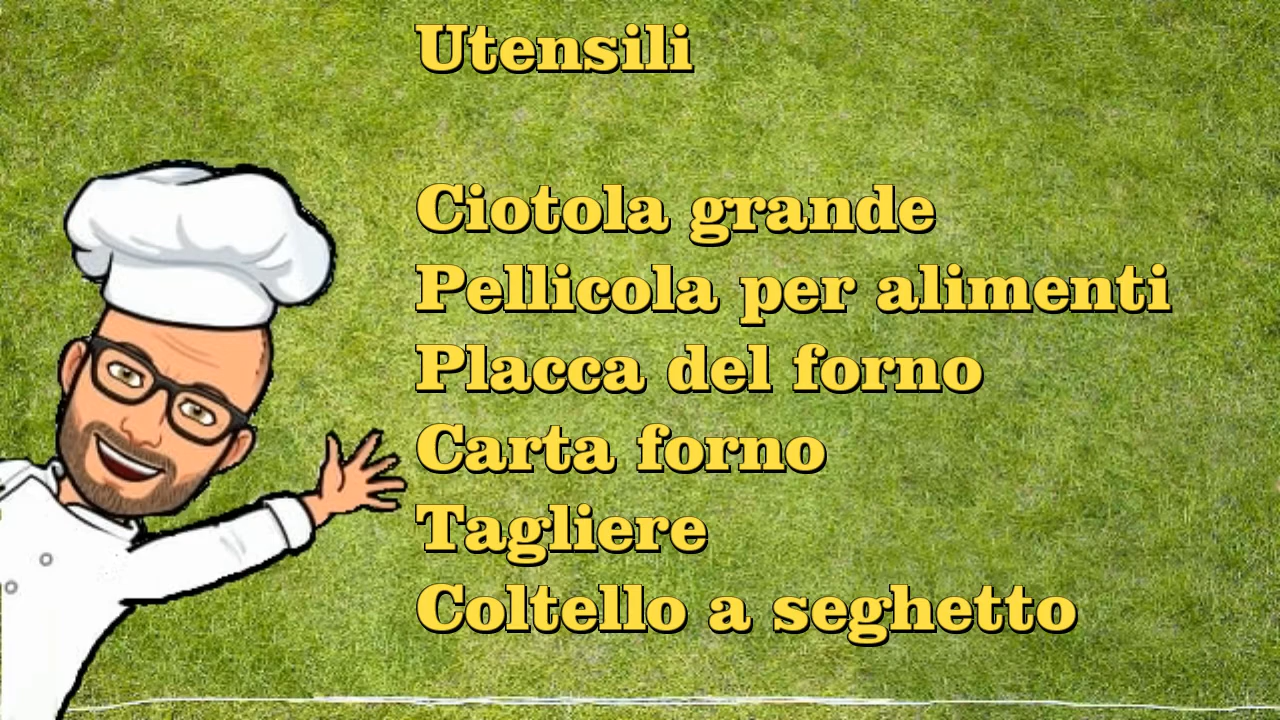 Utensili
Ciotola grande
Pellicola per alimenti
Placca del forno
Carta forno
Tagliere
Coltello a seghetto